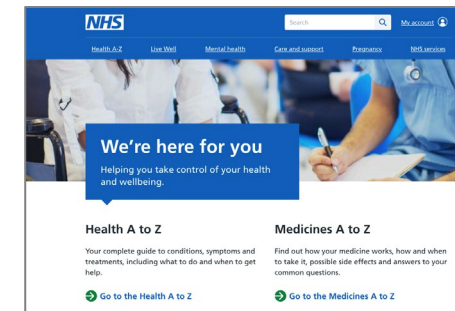 NHS
Search
My account
Health A-Z
Live Well
Mental health
Care and support
Pregnancy
NHS services
We're here for you
Helping you take control of your health
and wellbeing.
Health A to Z
Your complete guide to conditions, symptoms and
treatments, including what to do and when to get
help.
Go to the Health A to Z
Medicines A to Z
Find out how your medicine works, how and when
to take it, possible side effects and answers to your
common questions.
Go to the Medicines A to Z